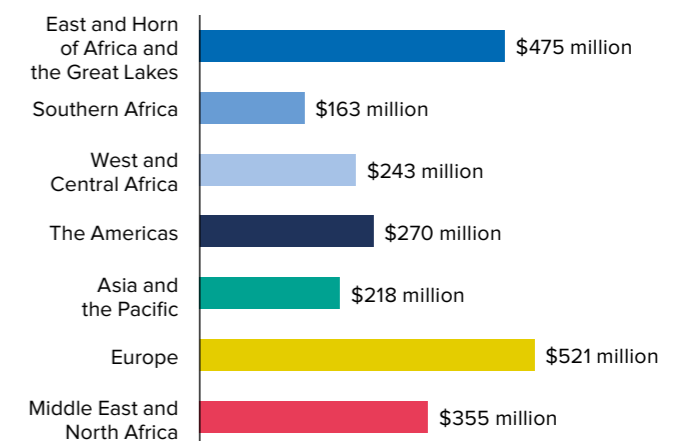 East and Horn
of Africa and
the Great Lakes
$475 million
Southern Africa
$163 million
West and
Central Africa
$243 million
The Americas
$270 million
Asia and
the Pacific
$218 million
Europe
$521 million
Middle East and
North Africa
$355 million